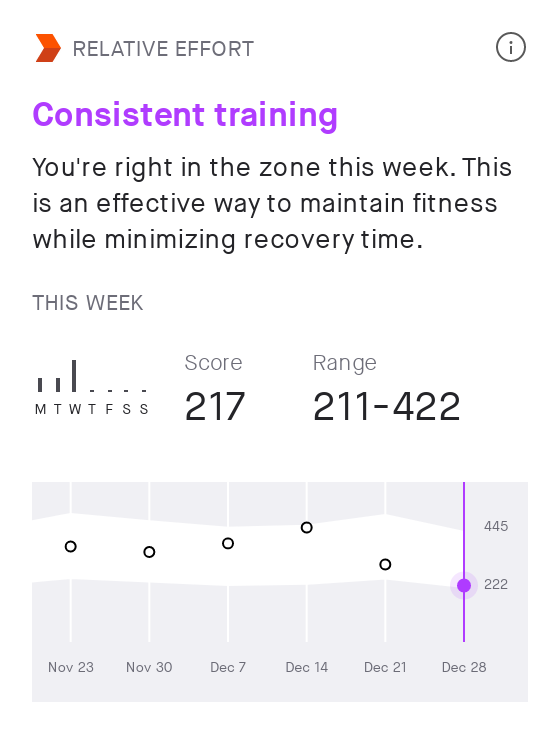 RELATIVE EFFORT
Consistent training
You're right in the zone this week. This
is an effective way to maintain fitness
while minimizing recovery time.
THIS WEEK
Score
Range
217
211-422
M T W T F S S
445
222
Nov 23 Nov 30 Dec 7 Dec 14 Dec 21 Dec 28